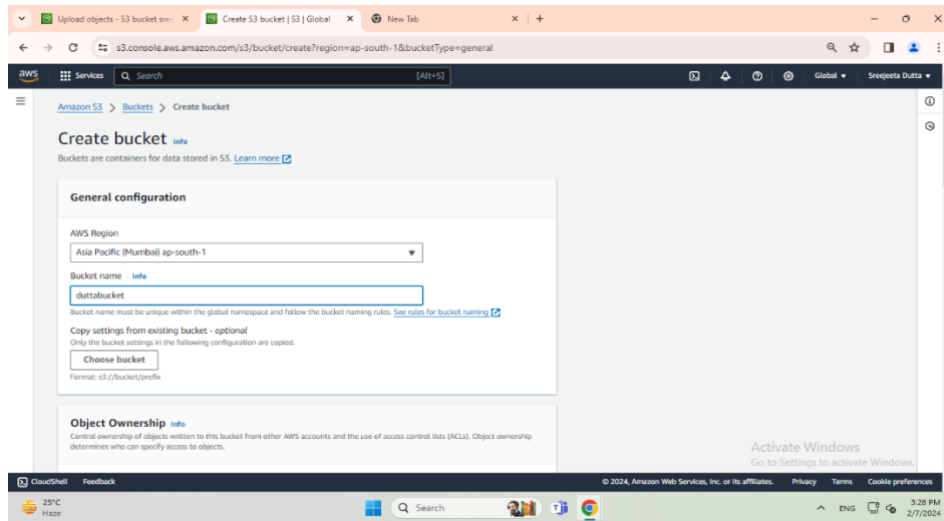 Upload objects - S3 bucket sree
Create S3 bucket | S3 | Global
New Tab
s3.console.aws.amazon.com/s3/bucket/create?region=ap-south-1&bucketType=general
aws
Services
Search
[Alt+S]
Global
Sreejeeta Dutta
Amazon S3 > Buckets > Create bucket
Create bucket Info
Buckets are containers for data stored in S3. Learn more
General configuration
AWS Region
Asia Pacific (Mumbai) ap-south-1
Bucket name Info
duttabucket
Bucket name must be unique within the global namespace and follow the bucket naming rules. See rules for bucket naming
Copy settings from existing bucket - optional
Only the bucket settings in the following configuration are copied.
Choose bucket
Format: s3://bucket/prefix
Object Ownership Info
Control ownership of objects written to this bucket from other AWS accounts and the use of access control lists (ACLs). Object ownership
determines who can specify access to objects.
Activate Windows
Go to Settings to activate Windows.
CloudShell
Feedback
© 2024, Amazon Web Services, Inc. or its affiliates.
Privacy
Terms
Cookie preferences
25°C
Haze
Search
ENG
3:28 PM
2/7/2024